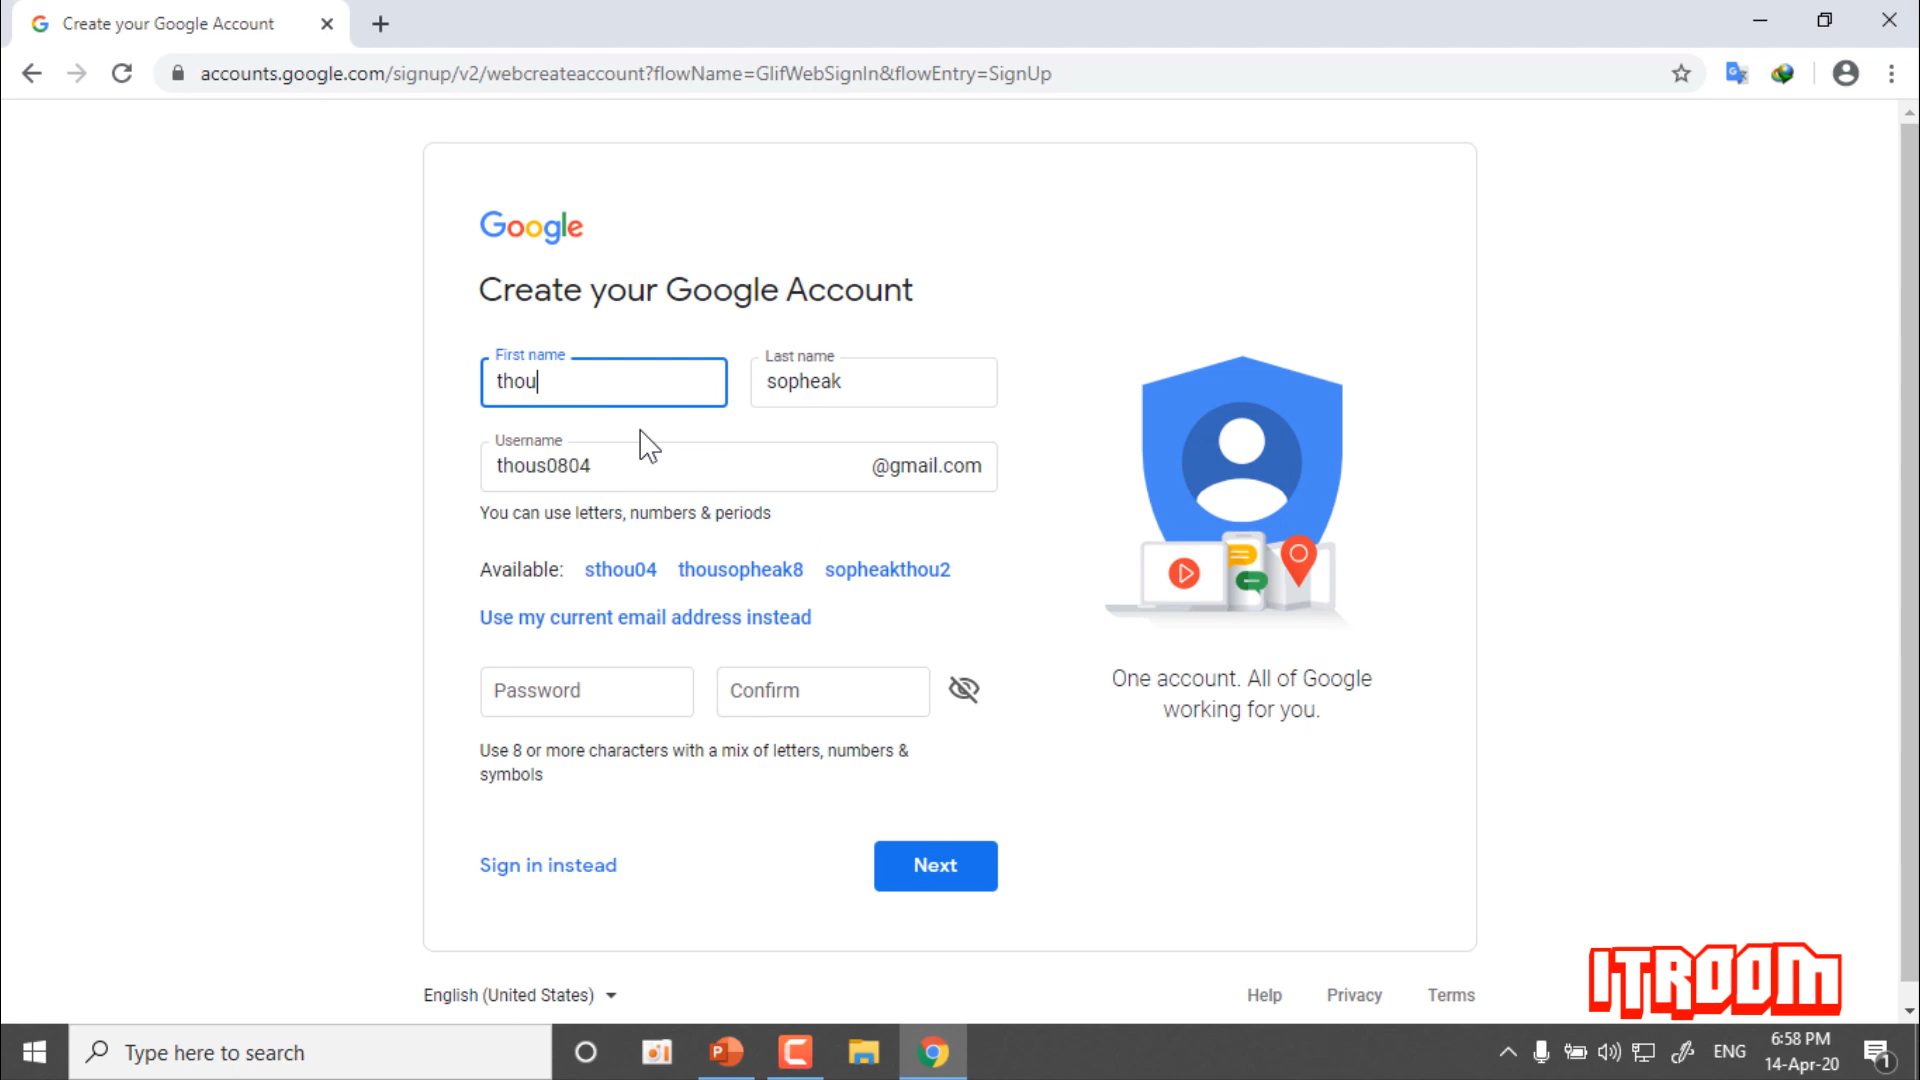 Create your Google Account
accounts.google.com/signup/v2/webcreateaccount?flowName=GlifWebSignIn&flowEntry=SignUp
Google
Create your Google Account
First name
thou
Last name
sopheak
Username
thous0804
@gmail.com
You can use letters, numbers & periods
Available: sthou04 thousopheak8 sopheakthou2
Use my current email address instead
Password
Confirm
Use 8 or more characters with a mix of letters, numbers &
symbols
One account. All of Google
working for you.
Sign in instead
Next
English (United States)
Help
Privacy
Terms
ITROOM
Type here to search
ENG
6:58 PM
14-Apr-20
1